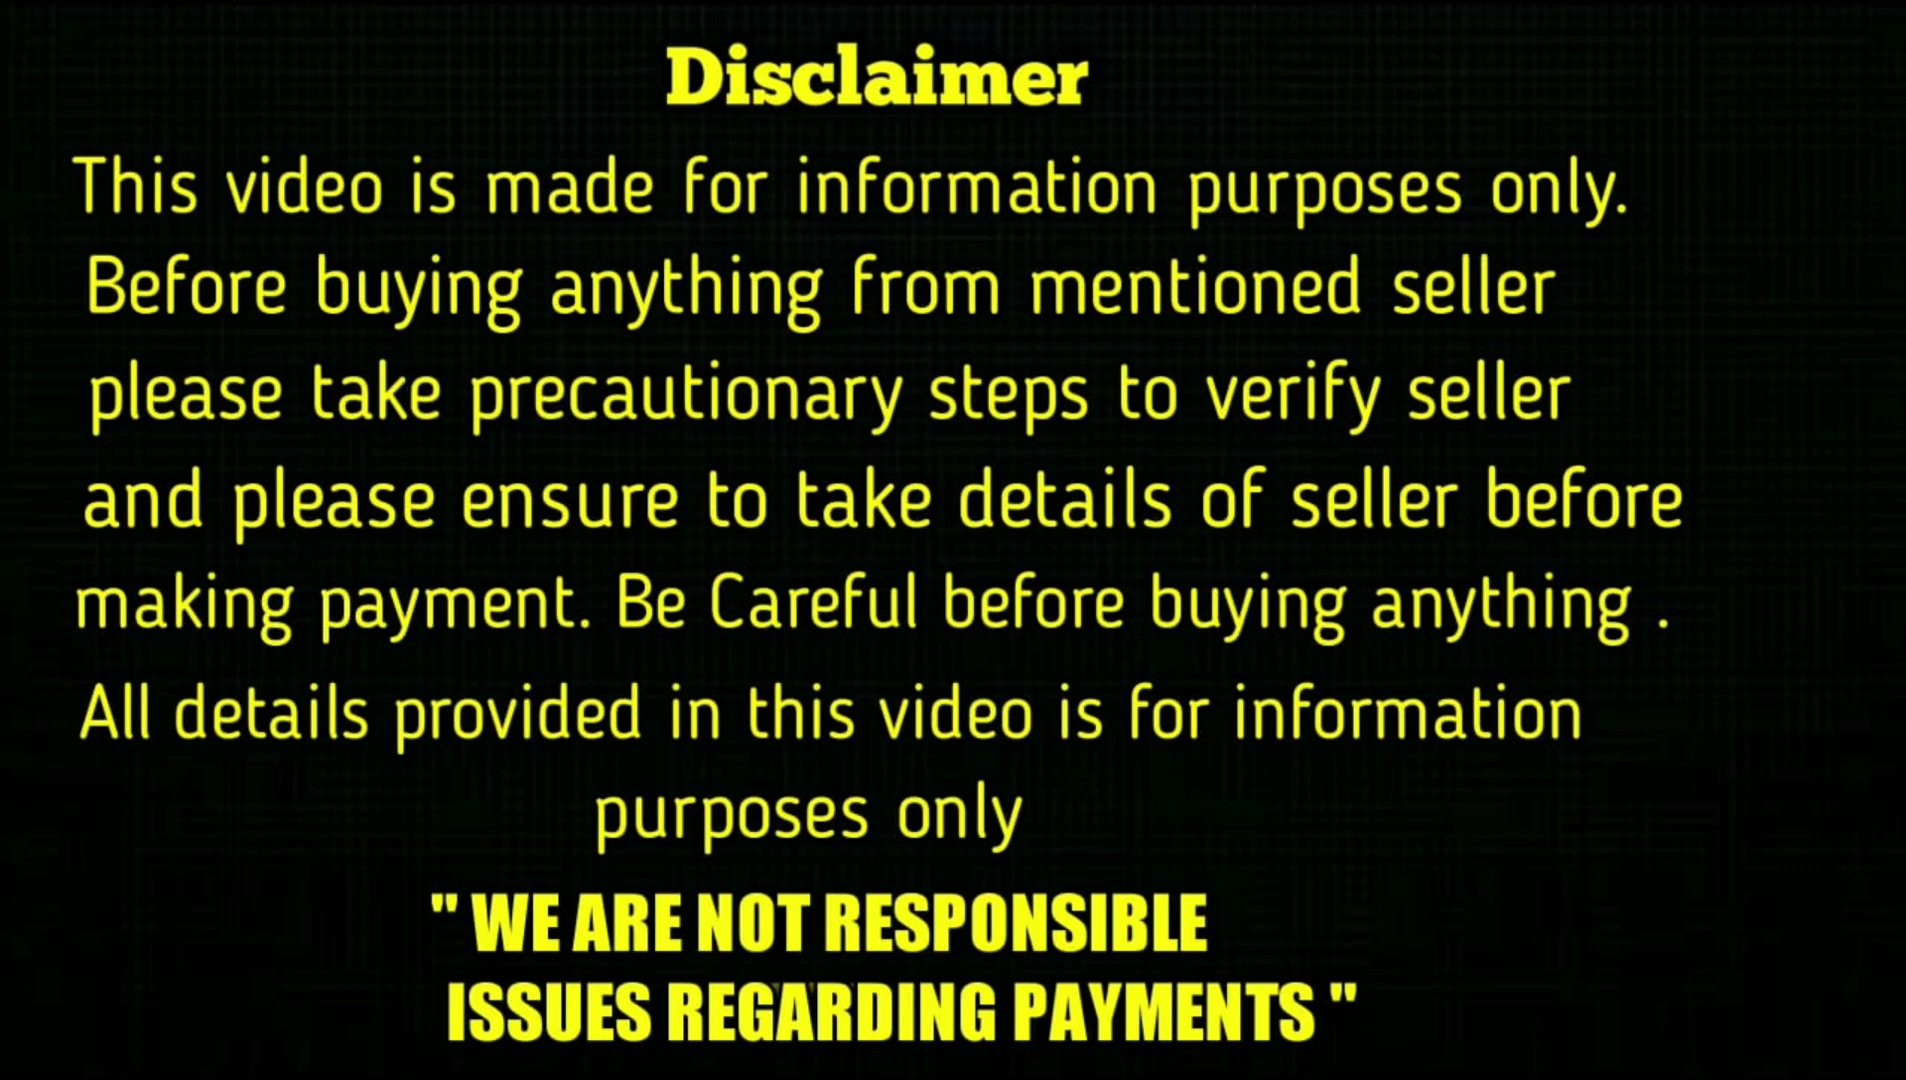 Disclaimer
This video is made for information purposes only.
Before buying anything from mentioned seller
please take precautionary steps to verify seller
and please ensure to take details of seller before
making payment. Be Careful before buying anything .
All details provided in this video is for information
purposes only
" WE ARE NOT RESPONSIBLE
ISSUES REGARDING PAYMENTS "